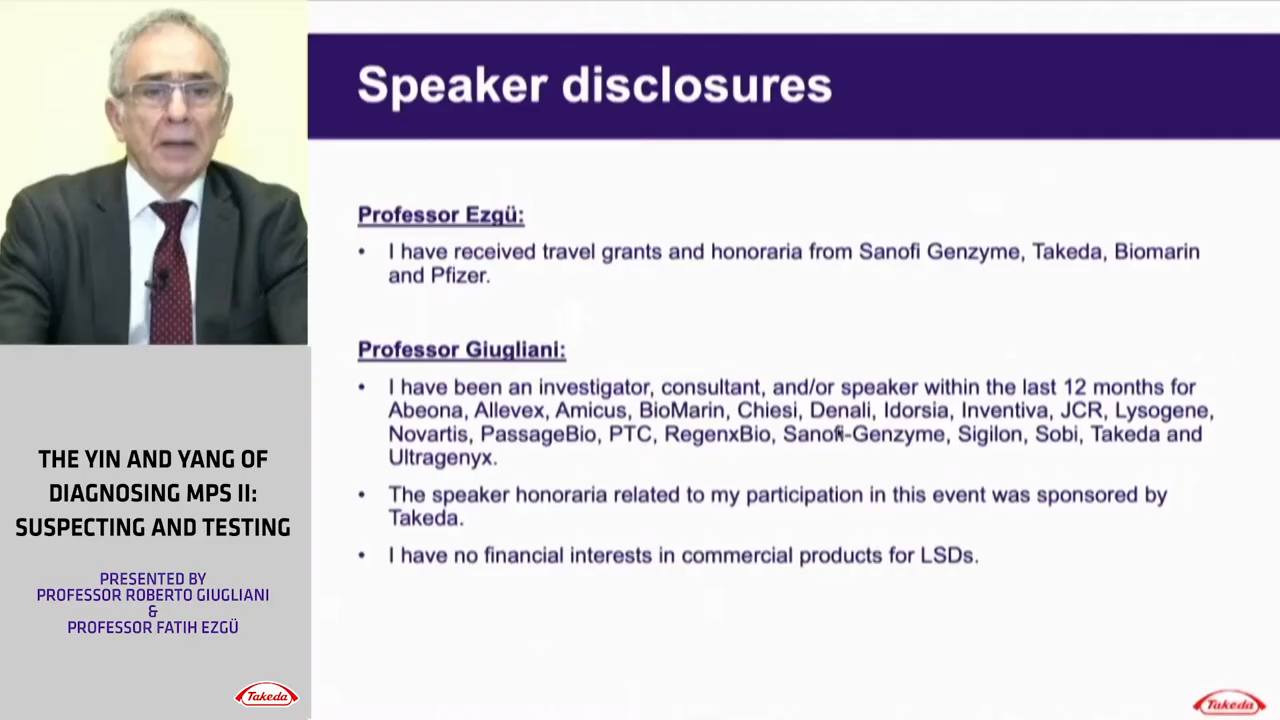 Speaker disclosures
Professor Ezgü:
• I have received travel grants and honoraria from Sanofi Genzyme, Takeda, Biomarin
and Pfizer.
Professor Giugliani:
• I have been an investigator, consultant, and/or speaker within the last 12 months for
Abeona, Allevex, Amicus, BioMarin, Chiesi, Denali, Idorsia, Inventiva, JCR, Lysogene,
Novartis, PassageBio, PTC, RegenxBio, Sanofi-Genzyme, Sigilon, Sobi, Takeda and
Ultragenyx.
• The speaker honoraria related to my participation in this event was sponsored by
Takeda.
• I have no financial interests in commercial products for LSDs.
THE YIN AND YANG OF
DIAGNOSING MPS II:
SUSPECTING AND TESTING
PRESENTED BY
PROFESSOR ROBERTO GIUGLIANI
&
PROFESSOR FATIH EZGÜ
Takeda
Takeda